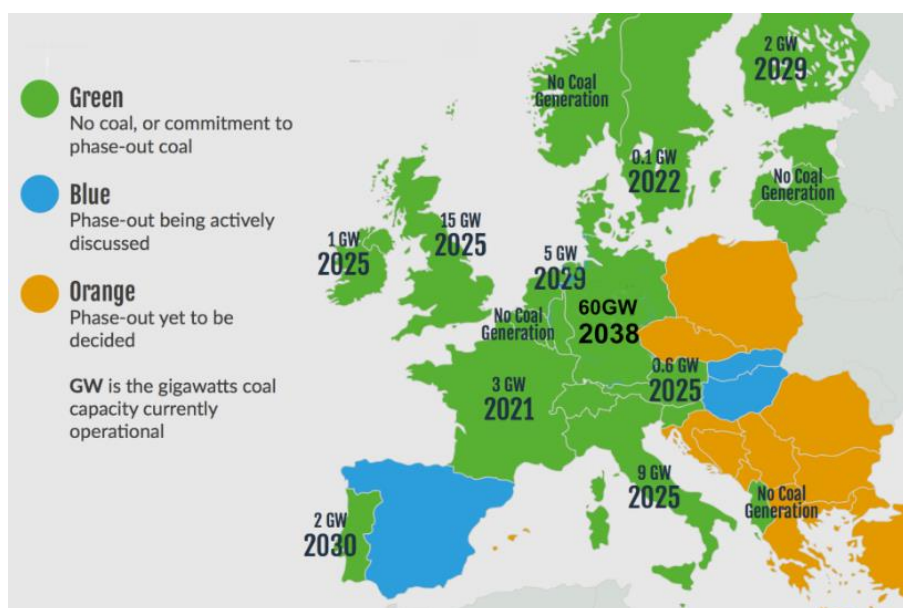 Green
No coal, or commitment to
phase-out coal
Blue
Phase-out being actively
discussed
Orange
Phase-out yet to be
decided
GW is the gigawatts coal
capacity currently
operational
2 GW
2029
No Coal
Generation
0.1 GW
2022
No Coal
Generation
15 GW
2025
1 GW
2025
5 GW
2029
60GW
2038
No Coal
Generation
0.6 GW
2025
3 GW
2021
9 GW
2025
No Coal
Generation
2 GW
2030